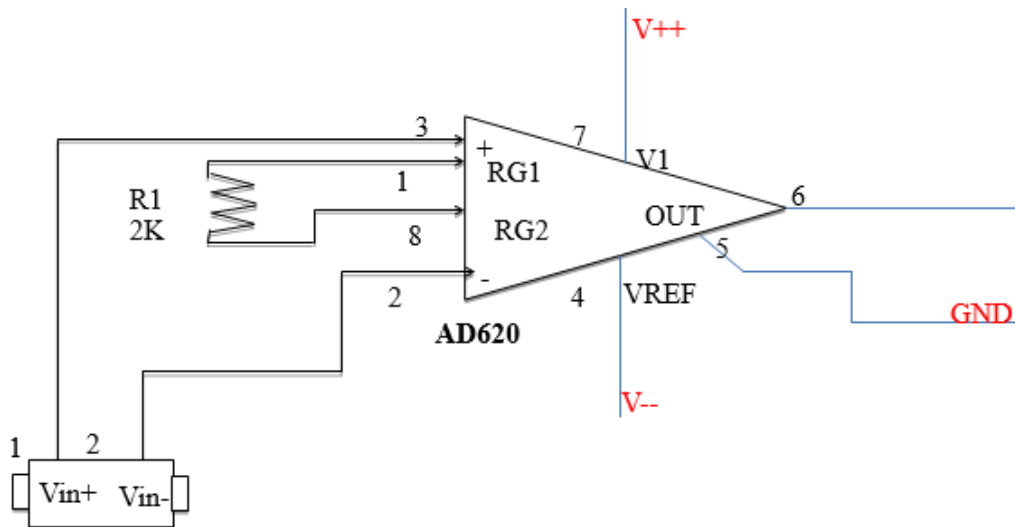 V++
3
7
+
V1
R1
2K
1
RG1
6
RG2
OUT
8
5
2
-
4
VREF
GND
AD620
V--
1
2
Vin+
Vin-